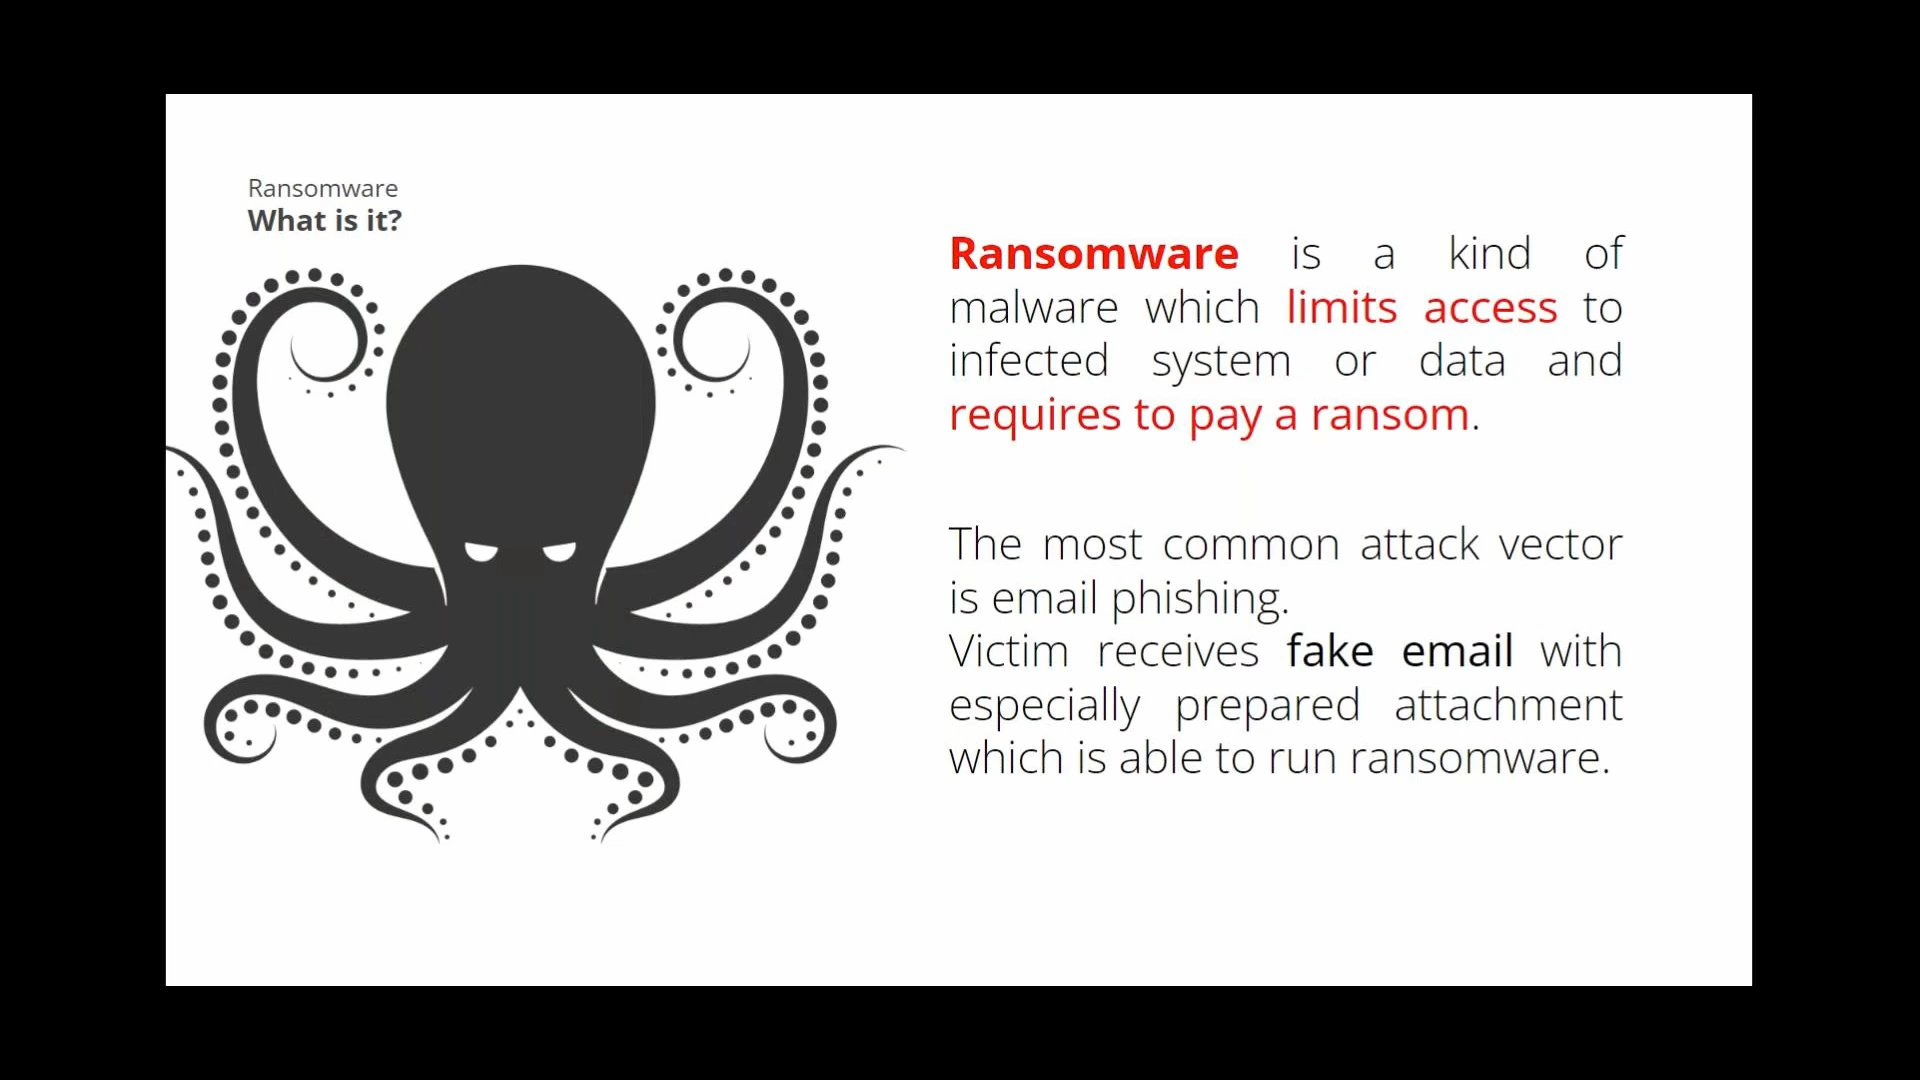 Ransomware
What is it?
Ransomware is a kind of
malware which limits access to
infected system or data and
requires to pay a ransom.
The most common attack vector
is email phishing.
Victim receives fake email with
especially prepared attachment
which is able to run ransomware.